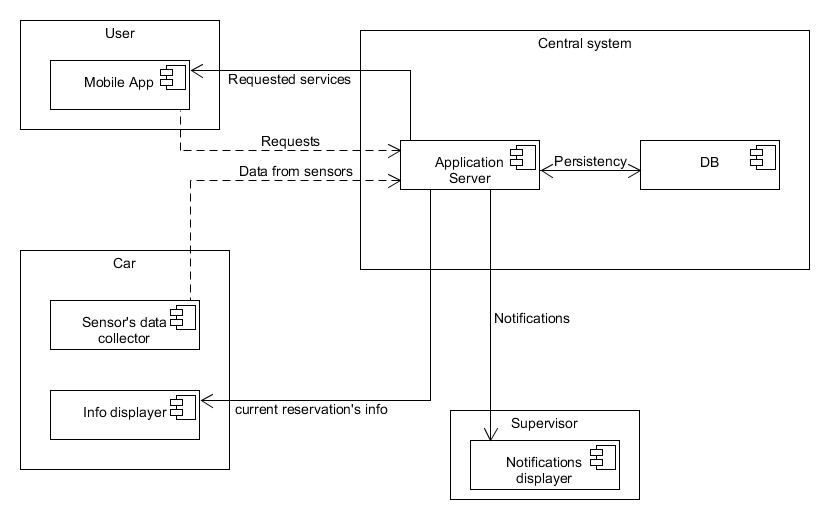 User
Mobile App
Central system
Requested services
Requests
Data from sensors
Application
Server
Persistency
DB
Car
Sensor's data
collector
Info displayer
current reservation's info
Notifications
Supervisor
Notifications
displayer